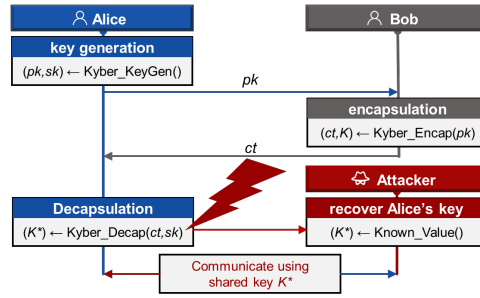 Alice
Bob
key generation
(pk,sk) ← Kyber_KeyGen()
pk
encapsulation
(ct,K) ← Kyber_Encap(pk)
ct
Attacker
Decapsulation
recover Alice's key
(K*) ← Kyber_Decap(ct,sk)
(K*) ← Known_Value()
Communicate using
shared key K*